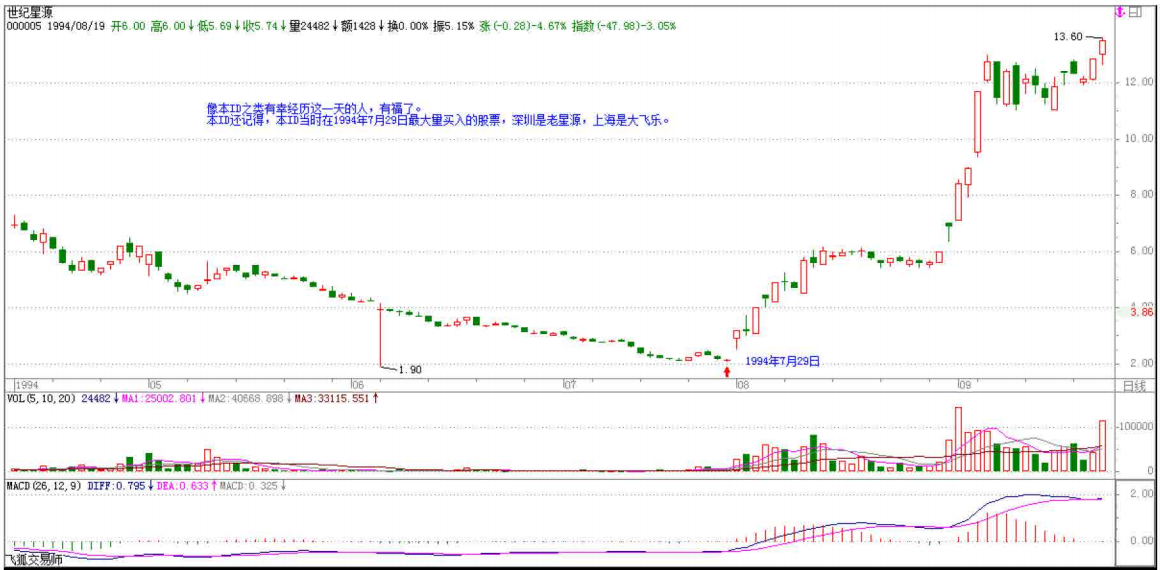 世纪星源
000005 1994/08/19 开6.00 高6.00↓低5.69↓收5.74↓量24482↓额1428↓换0.00% 振5.15% 涨(-0.28)-4.67% 指数(-47.98)-3.05%
13.60
像本ID之类有幸经历这一天的人，有福了。
本ID还记得，本ID当时在1994年7月29日最大量买入的股票，深圳是老星源，上海是大飞乐。
12.00
10.00
8.00
6.00
4.00
3.86
2.00
1.90
1994年7月29日
1994 05 06 07 08 09 日线
VOL(5,10,20) 24482↓MA1:25002.801↓MA2:40668.898↓MA3:33115.551↑
100000
0
MACD(26,12,9) DIFF:0.795↓DEA:0.633↑MACD:0.325↓
2.00
0.00
飞狐交易师